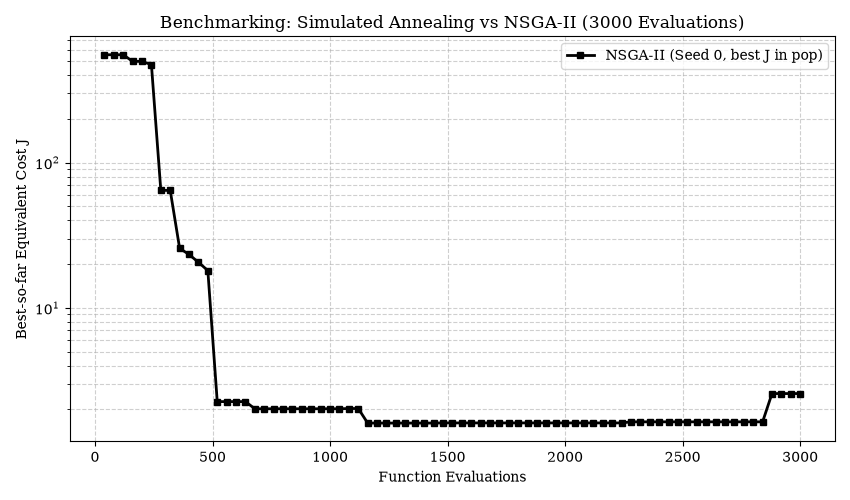 Benchmarking: Simulated Annealing vs NSGA-II (3000 Evaluations)
NSGA-II (Seed 0, best J in pop)
Best-so-far Equivalent Cost J
10²
10¹
0 500 1000 1500 2000 2500 3000
Function Evaluations